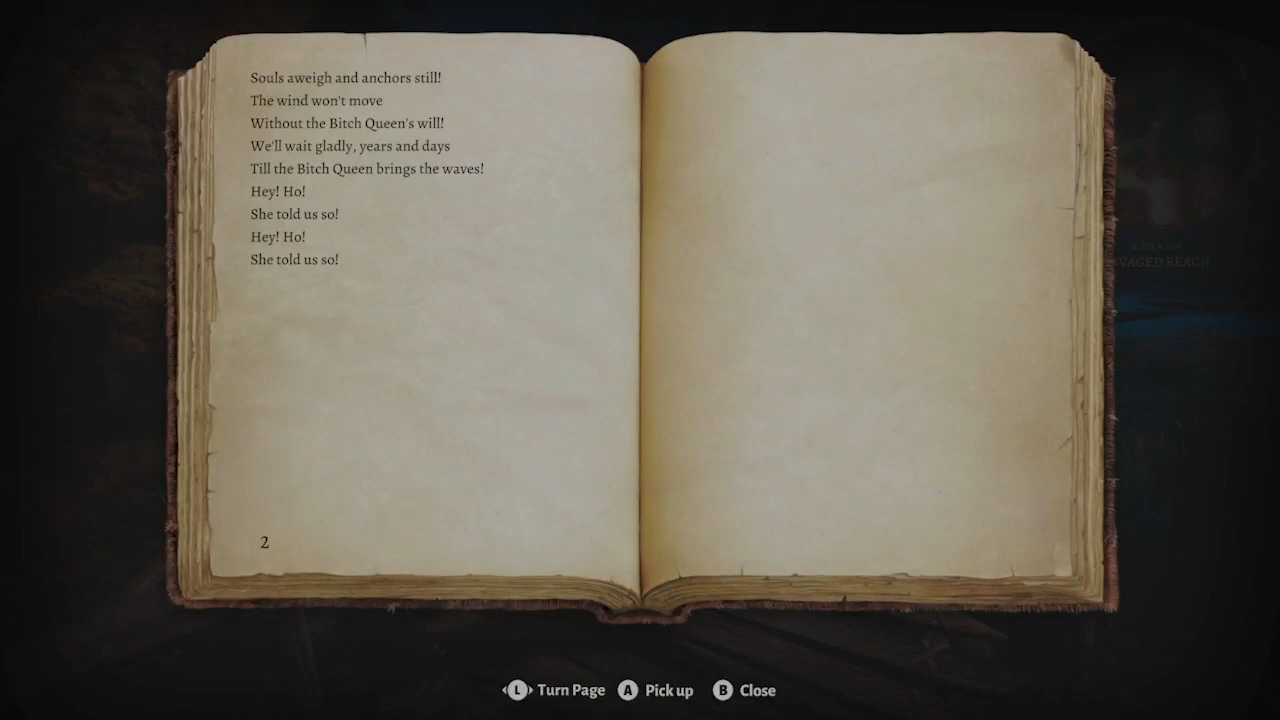 Souls aweigh and anchors still!
The wind won't move
Without the Bitch Queen's will!
We'll wait gladly, years and days
Till the Bitch Queen brings the waves!
Hey! Ho!
She told us so!
Hey! Ho!
She told us so!
2
AVAGED BEACH
L Turn Page A Pick up B Close